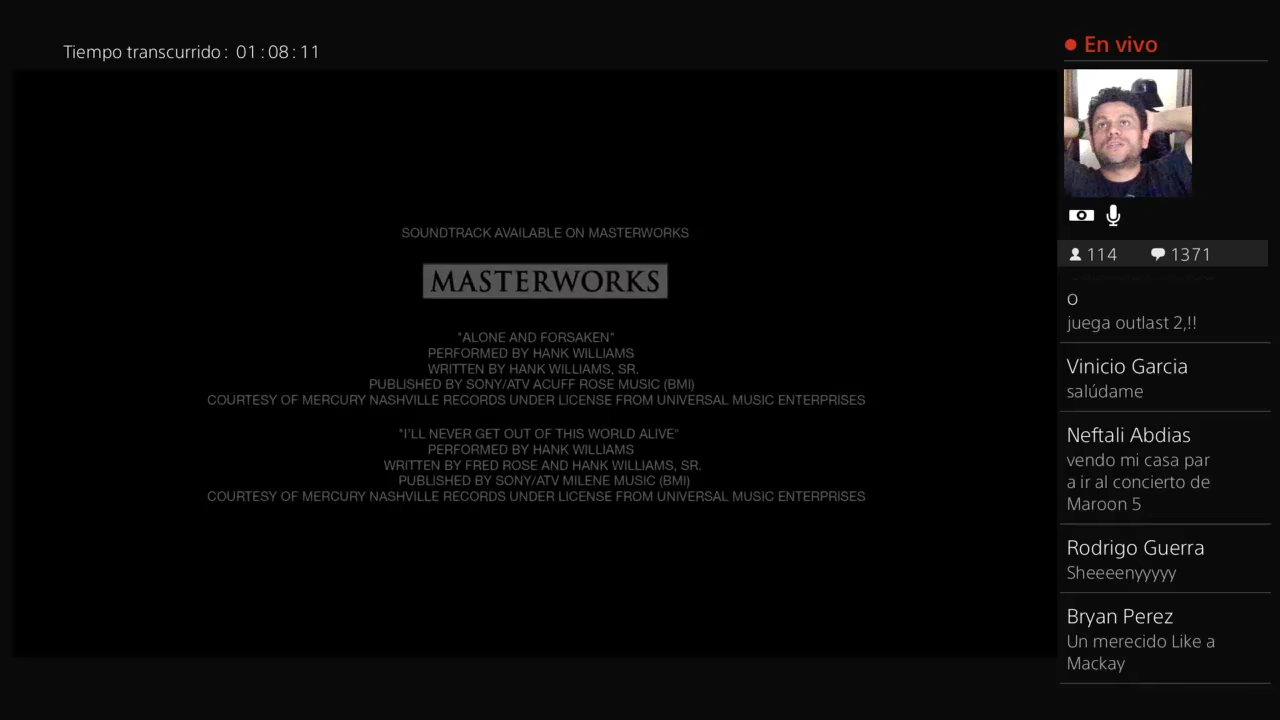 Tiempo transcurrido: 01:08:11
En vivo
SOUNDTRACK AVAILABLE ON MASTERWORKS
MASTERWORKS
"ALONE AND FORSAKEN"
PERFORMED BY HANK WILLIAMS
WRITTEN BY HANK WILLIAMS, SR.
PUBLISHED BY SONY/ATV ACUFF ROSE MUSIC (BMI)
COURTESY OF MERCURY NASHVILLE RECORDS UNDER LICENSE FROM UNIVERSAL MUSIC ENTERPRISES
"I'LL NEVER GET OUT OF THIS WORLD ALIVE"
PERFORMED BY HANK WILLIAMS
WRITTEN BY FRED ROSE AND HANK WILLIAMS, SR.
PUBLISHED BY SONY/ATV MILENE MUSIC (BMI)
COURTESY OF MERCURY NASHVILLE RECORDS UNDER LICENSE FROM UNIVERSAL MUSIC ENTERPRISES
114 1371
o
juega outlast 2,!!
Vinicio Garcia
salúdame
Neftali Abdias
vendo mi casa par
a ir al concierto de
Maroon 5
Rodrigo Guerra
Sheeeenyyyyy
Bryan Perez
Un merecido Like a
Mackay